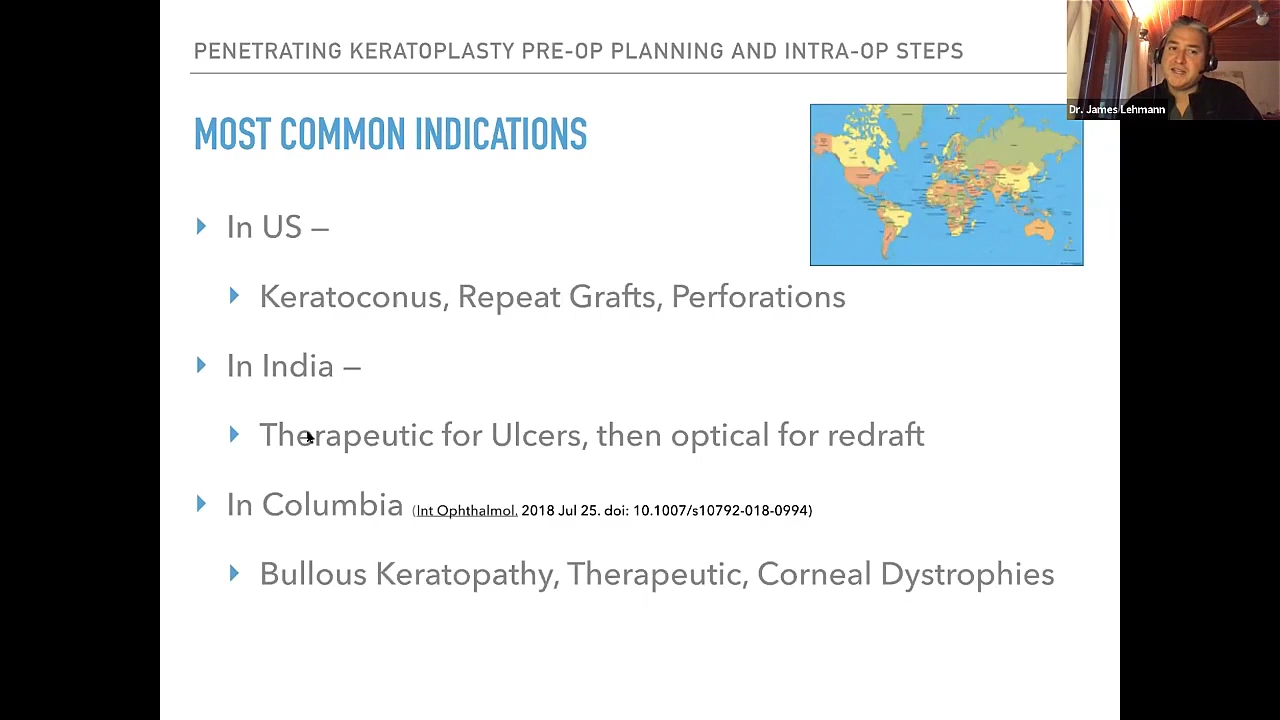 PENETRATING KERATOPLASTY PRE-OP PLANNING AND INTRA-OP STEPS
Dr. James Lehmann
MOST COMMON INDICATIONS
In US –
Keratoconus, Repeat Grafts, Perforations
In India –
Therapeutic for Ulcers, then optical for redraft
In Columbia (Int Ophthalmol. 2018 Jul 25. doi: 10.1007/s10792-018-0994)
Bullous Keratopathy, Therapeutic, Corneal Dystrophies